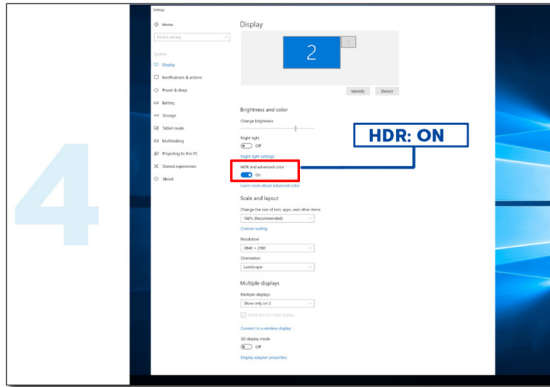 4
Settings
Home
Find a setting
System
Display
Notifications & actions
Power & sleep
Battery
Storage
Tablet mode
Multitasking
Projecting to this PC
Shared experiences
About
Display
2
1
Identify
Detect
Brightness and color
Change brightness
Night light
Off
Night light settings
HDR and advanced color
On
Learn more about advanced color
HDR: ON
Scale and layout
Change the size of text, apps, and other items
Custom scaling
Resolution
3840 × 2160
Orientation
Landscape
Multiple displays
Multiple displays
Show only on 2
Make this my main display
Connect to a wireless display
3D display mode
Off
Display adapter properties